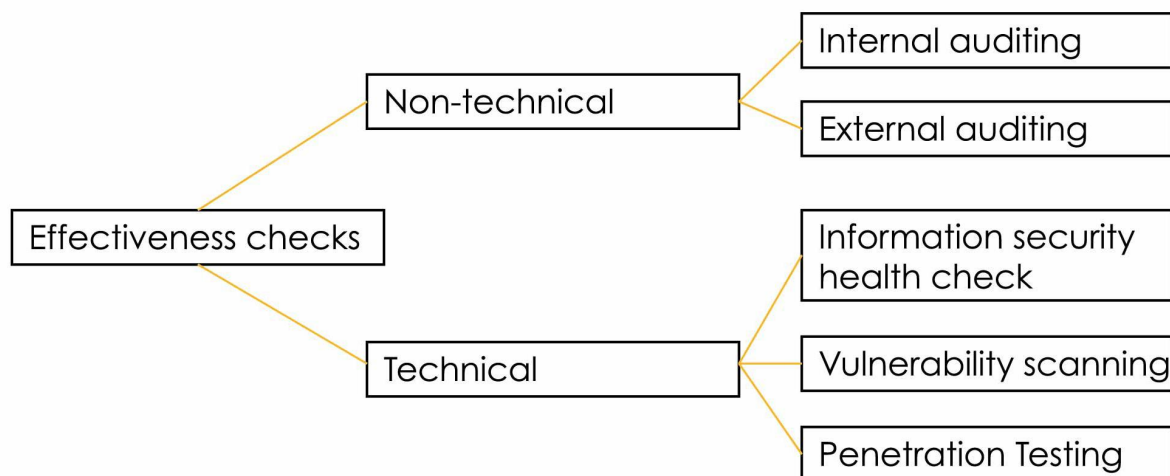 Internal auditing
Non-technical
External auditing
Effectiveness checks
Information security
health check
Technical
Vulnerability scanning
Penetration Testing